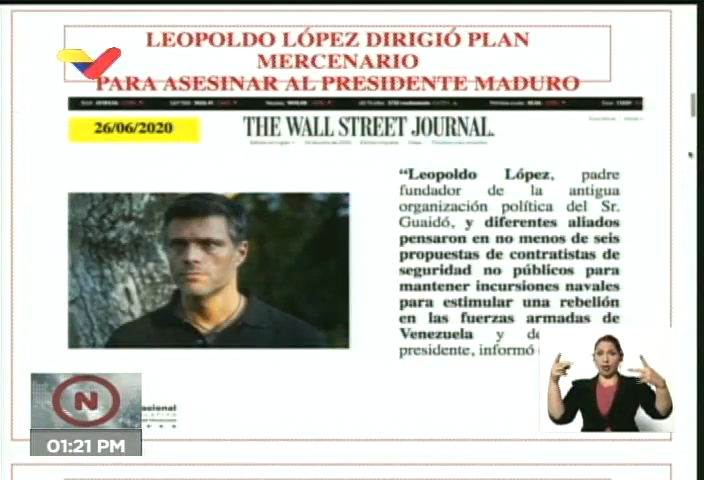 LEOPOLDO LÓPEZ DIRIGIÓ PLAN
MERCENARIO
PARA ASESINAR AL PRESIDENTE MADURO
26/06/2020
THE WALL STREET JOURNAL.
“Leopoldo López, padre
fundador de la antigua
organización política del Sr.
Guaidó, y diferentes aliados
pensaron en no menos de seis
propuestas de contratistas de
seguridad no públicos para
mantener incursiones navales
para estimular una rebelión
en las fuerzas armadas de
Venezuela y
presidente, informó
N
01:21 PM